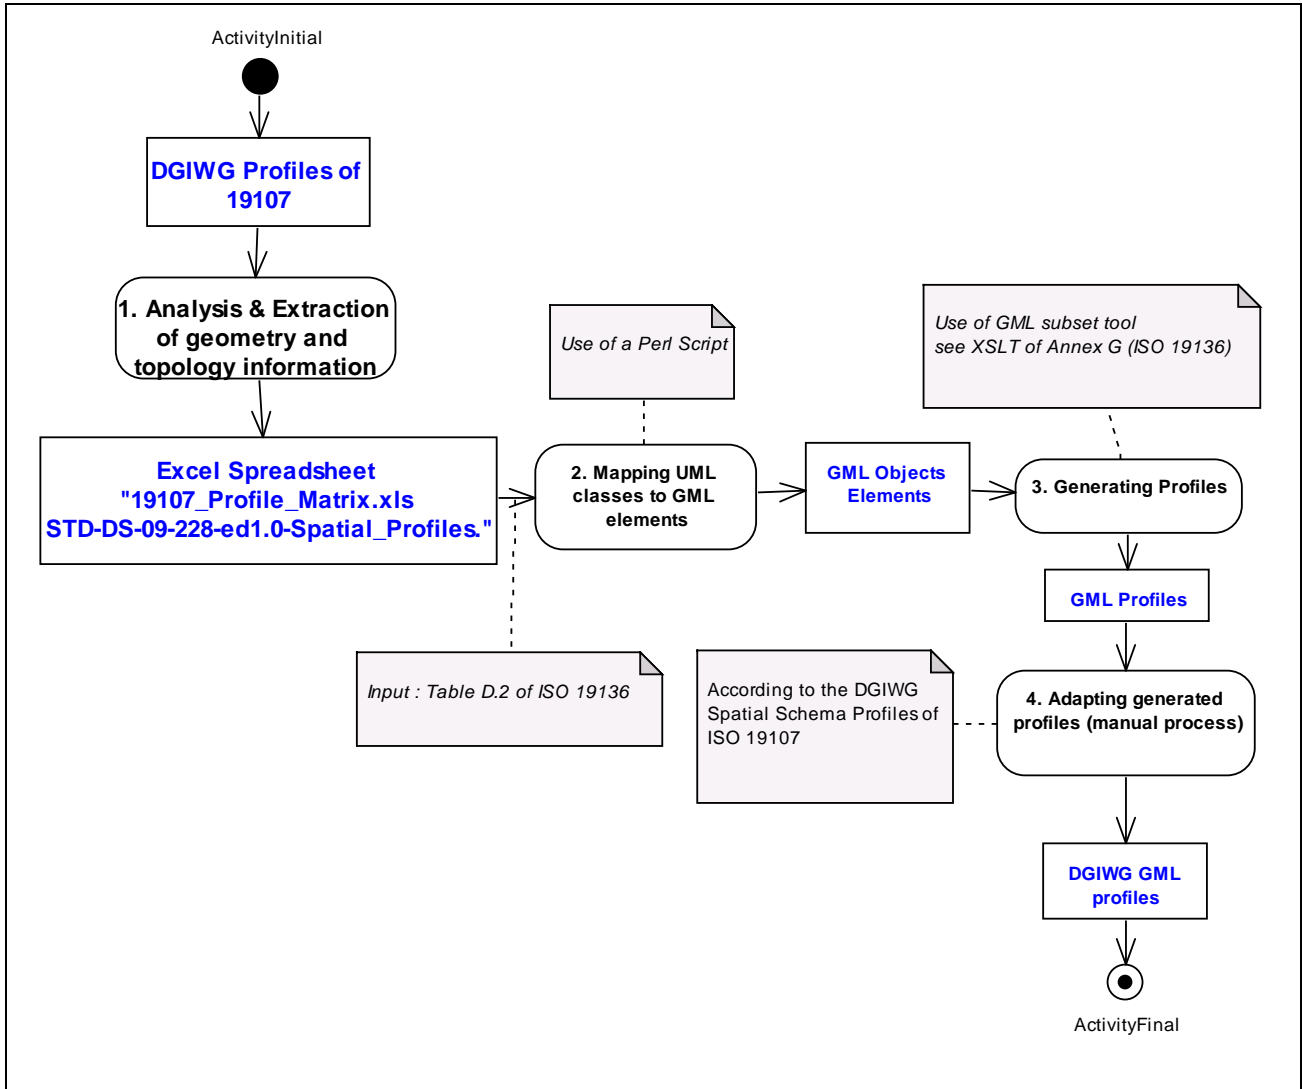 ActivityInitial
DGIWG Profiles of
19107
1. Analysis & Extraction
of geometry and
topology information
Excel Spreadsheet
"19107_Profile_Matrix.xls
STD-DS-09-228-ed1.0-Spatial_Profiles."
Input : Table D.2 of ISO 19136
Use of a Perl Script
2. Mapping UML
classes to GML
elements
GML Objects
Elements
Use of GML subset tool
see XSLT of Annex G (ISO 19136)
3. Generating Profiles
GML Profiles
According to the DGIWG
Spatial Schema Profiles of
ISO 19107
4. Adapting generated
profiles (manual process)
DGIWG GML
profiles
ActivityFinal